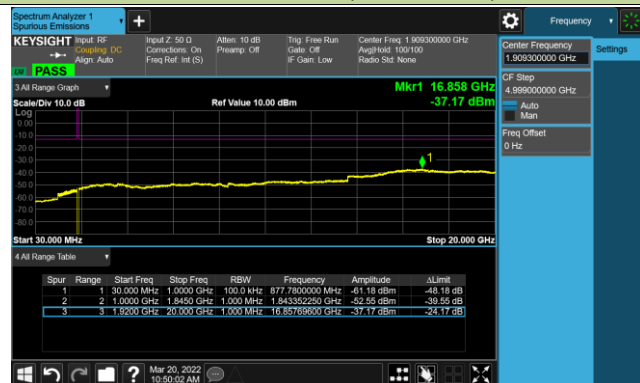 Spectrum Analyzer 1
Spurious Emissions
Frequency
KEYSIGHT
Input: RF
Coupling: DC
Align: Auto
Input Z: 50 Ω
Corrections: On
Freq Ref: Int (S)
Atten: 10 dB
Preamp: Off
Trig: Free Run
Gate: Off
IF Gain: Low
Center Freq: 1.909300000 GHz
Avg|Hold: 100/100
Radio Std: None
PASS
Center Frequency
1.909300000 GHz
Settings
CF Step
4.999000000 GHz
Auto
Man
Freq Offset
0 Hz
3 All Range Graph
Mkr1 16.858 GHz
-37.17 dBm
Scale/Div 10.0 dB
Ref Value 10.00 dBm
Log
0.00
-10.0
-20.0
-30.0
-40.0
-50.0
-60.0
-70.0
-80.0
1
Start 30.000 MHz
Stop 20.000 GHz
4 All Range Table
Spur Range Start Freq Stop Freq RBW Frequency Amplitude ΔLimit
1 1 30.000 MHz 1.0000 GHz 100.0 kHz 877.7800000 MHz -61.18 dBm -48.18 dB
2 2 1.0000 GHz 1.8450 GHz 1.000 MHz 1.843352250 GHz -52.55 dBm -39.55 dB
3 3 1.9200 GHz 20.000 GHz 1.000 MHz 16.85769600 GHz -37.17 dBm -24.17 dB
Mar 20, 2022
10:50:02 AM